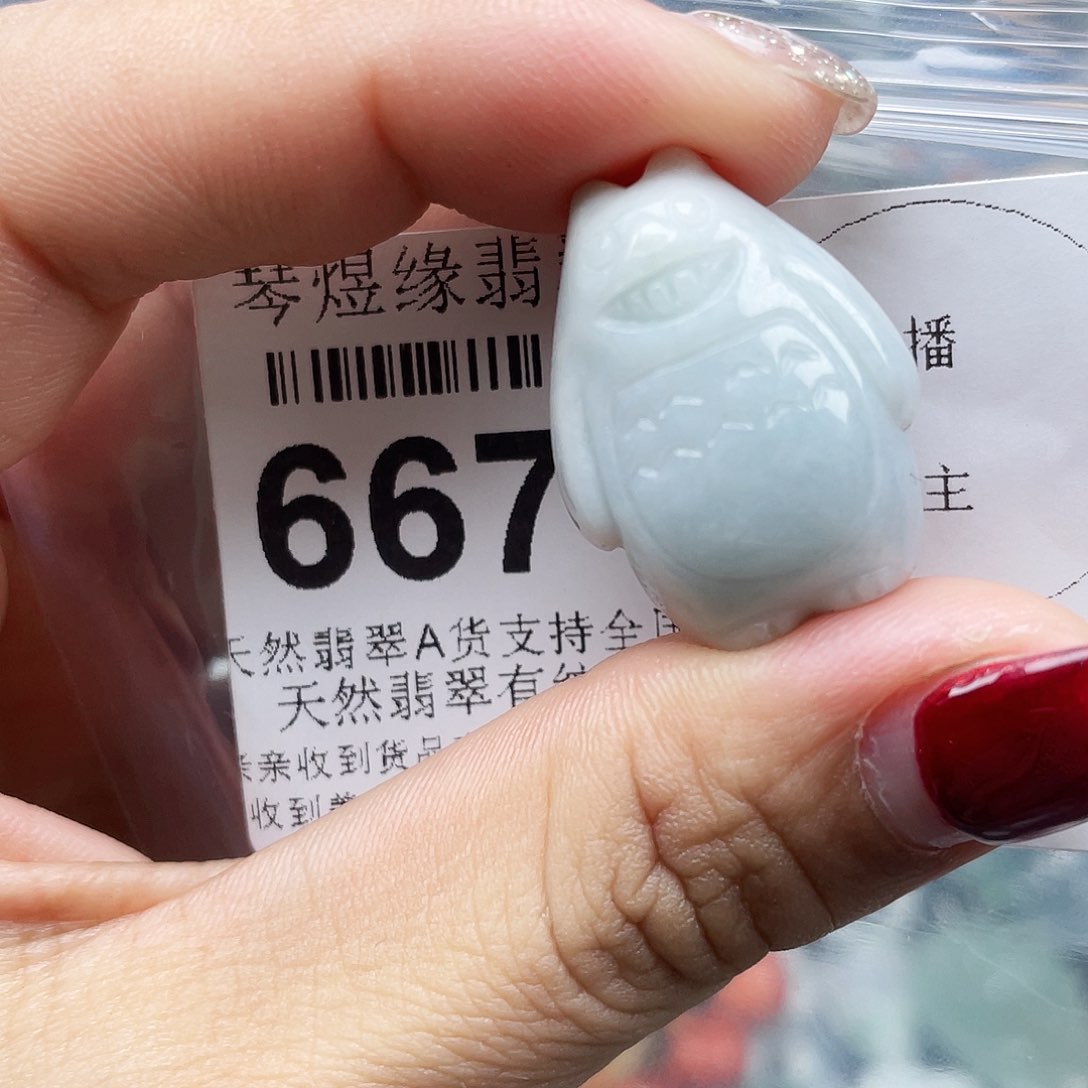 琴煜缘翡
667
天然翡翠A货支持全
天然翡翠有
亲亲收到货品
收到
播
主